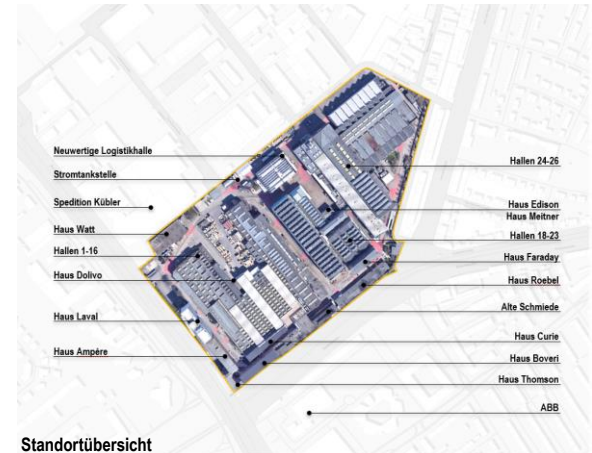 Neuwertige Logistikhalle
Stromtankstelle
Spedition Kübler
Haus Watt
Hallen 1-16
Haus Dolivo
Haus Laval
Haus Ampére
Hallen 24-26
Haus Edison
Haus Meitner
Hallen 18-23
Haus Faraday
Haus Roebel
Alte Schmiede
Haus Curie
Haus Boveri
Haus Thomson
ABB
Standortübersicht